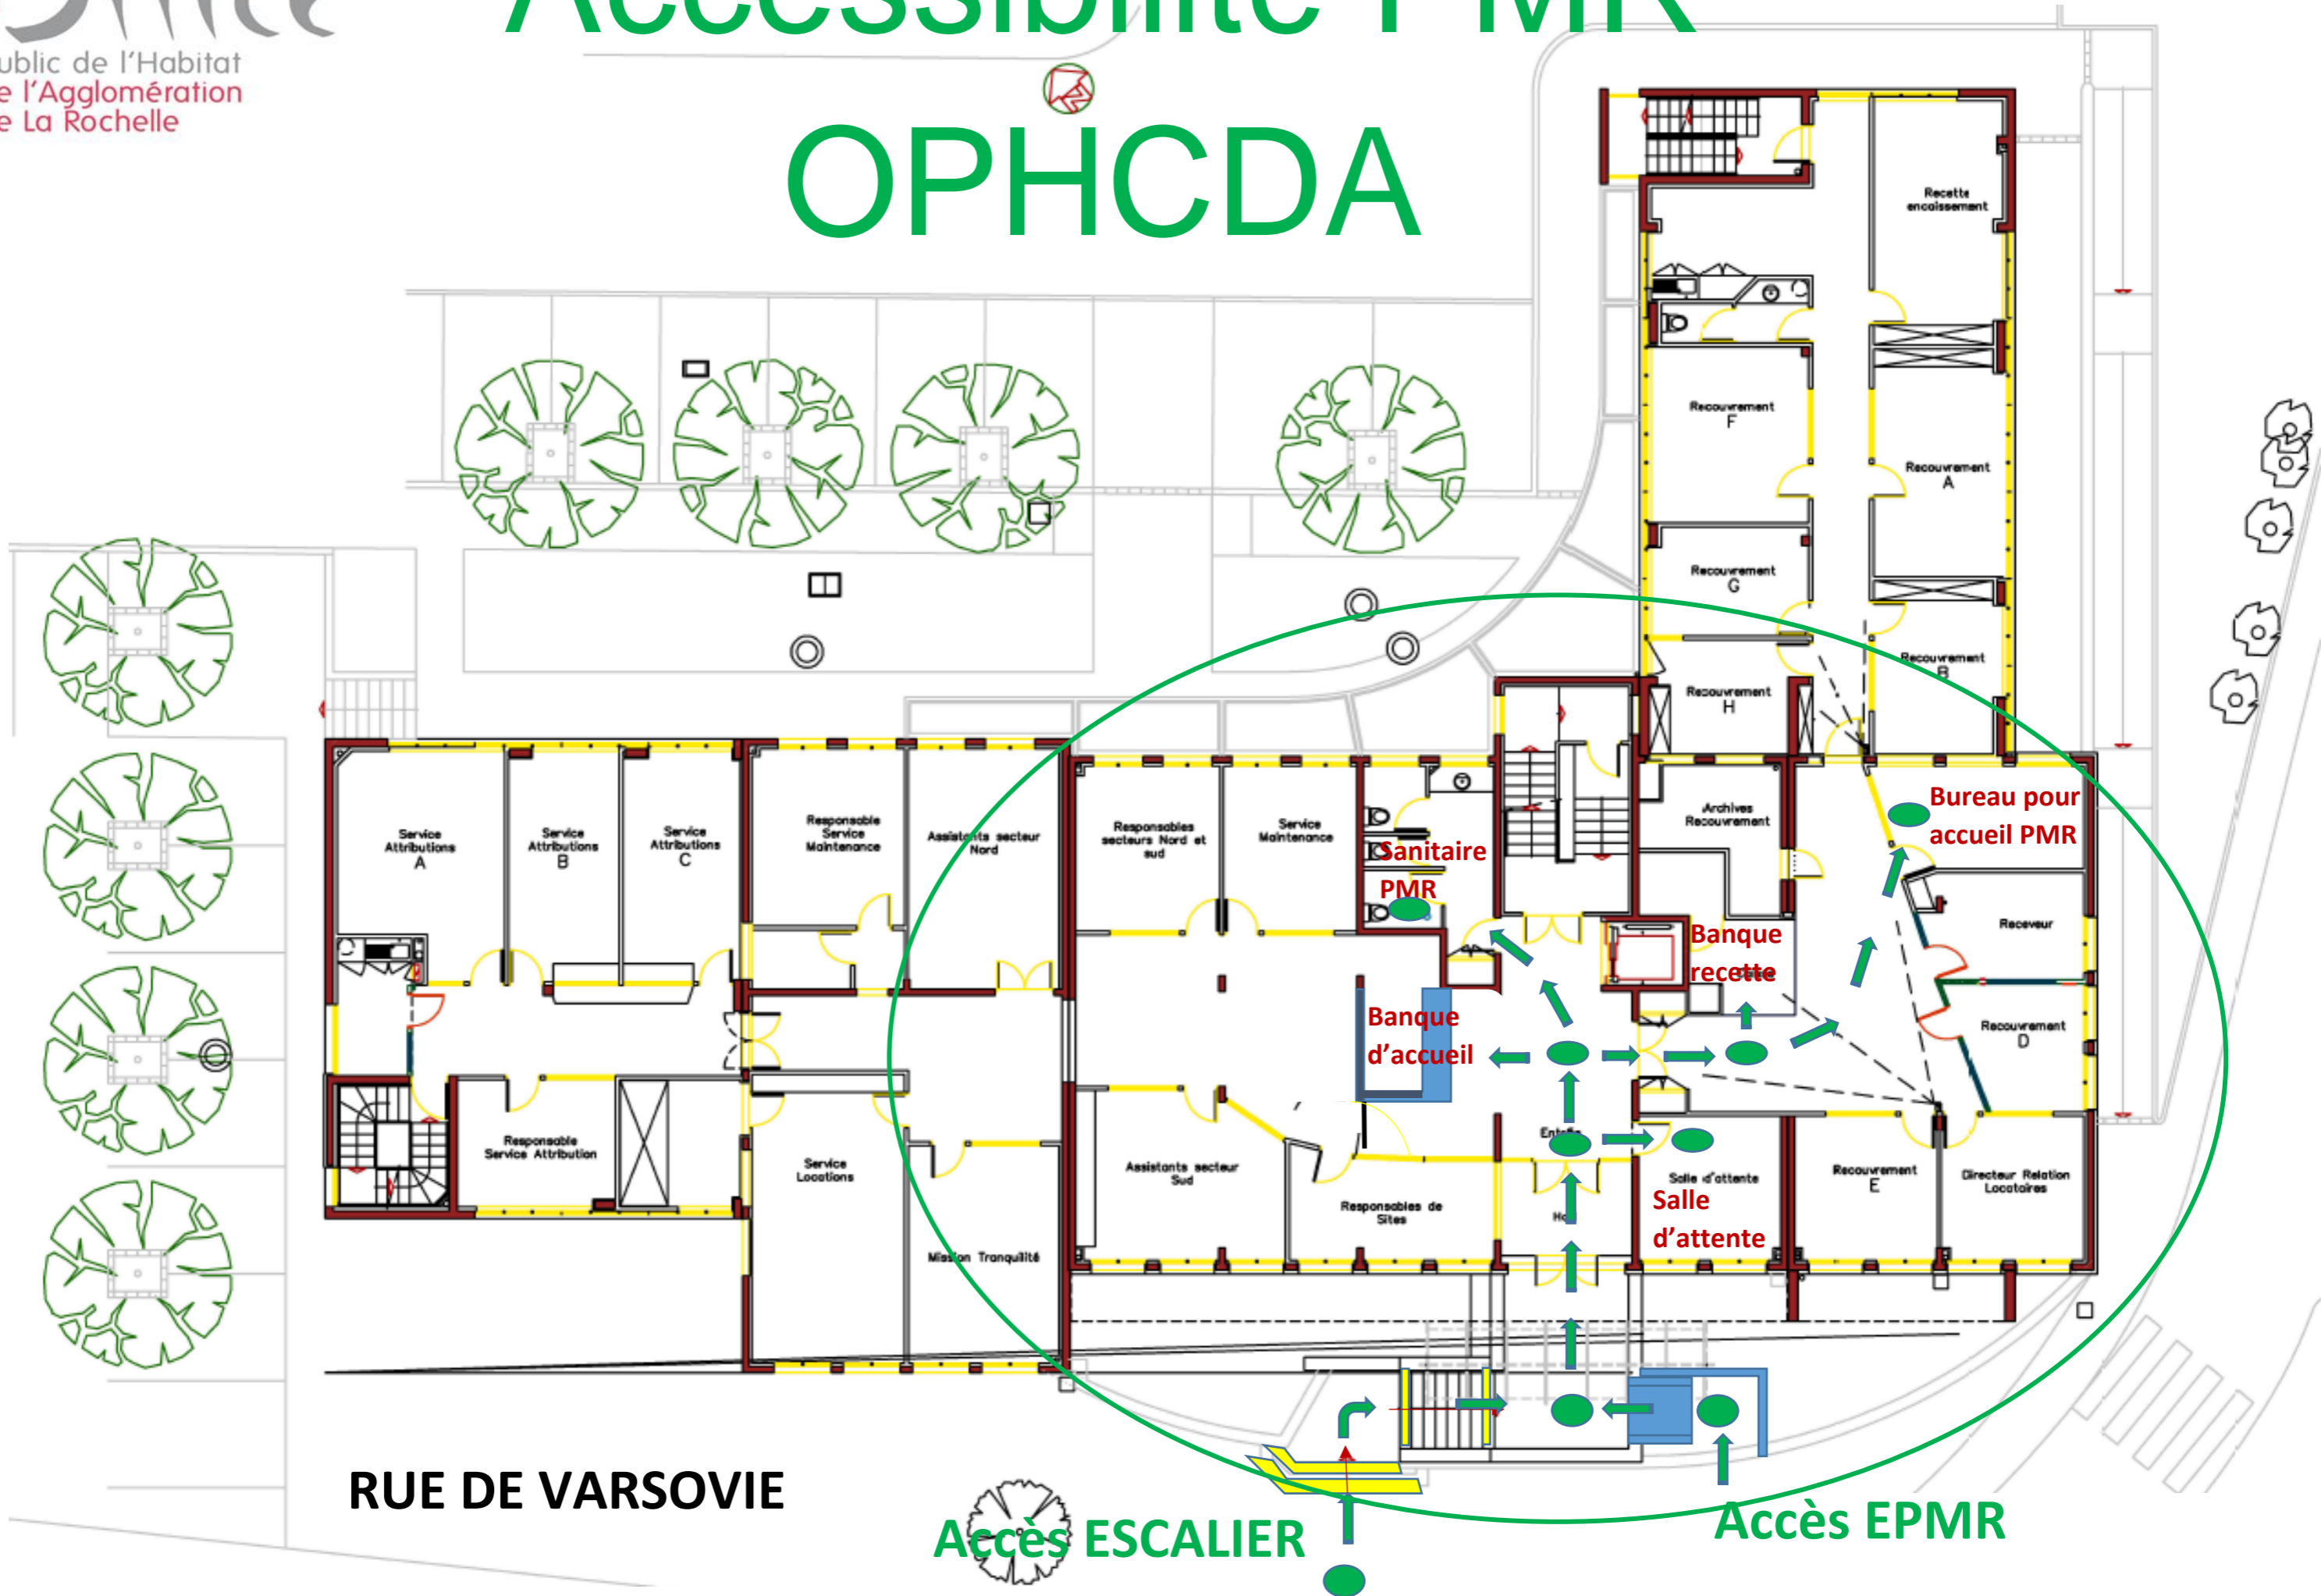 Accessibilité PMR
ublic de l'Habitat
e l'Agglomération
e La Rochelle
OPHCDA
Recette
encaissement
Recouvrement
F
Recouvrement
A
Recouvrement
G
Recouvrement
B
Recouvrement
H
Service
Attributions
A
Service
Attributions
B
Service
Attributions
C
Responsable
Service
Maintenance
Assistants secteur
Nord
Responsables
secteurs Nord et
sud
Service
Maintenance
Sanitaire
PMR
Archives
Recouvrement
Bureau pour
accueil PMR
Banque
recette
Receveur
Banque
d'accueil
Recouvrement
D
Responsable
Service Attribution
Service
Locations
Assistants secteur
Sud
Responsables de
Sites
Salle d'attente
Salle
d'attente
Recouvrement
E
Directeur Relation
Locataires
Mission Tranquilité
RUE DE VARSOVIE
Accès ESCALIER
Accès EPMR